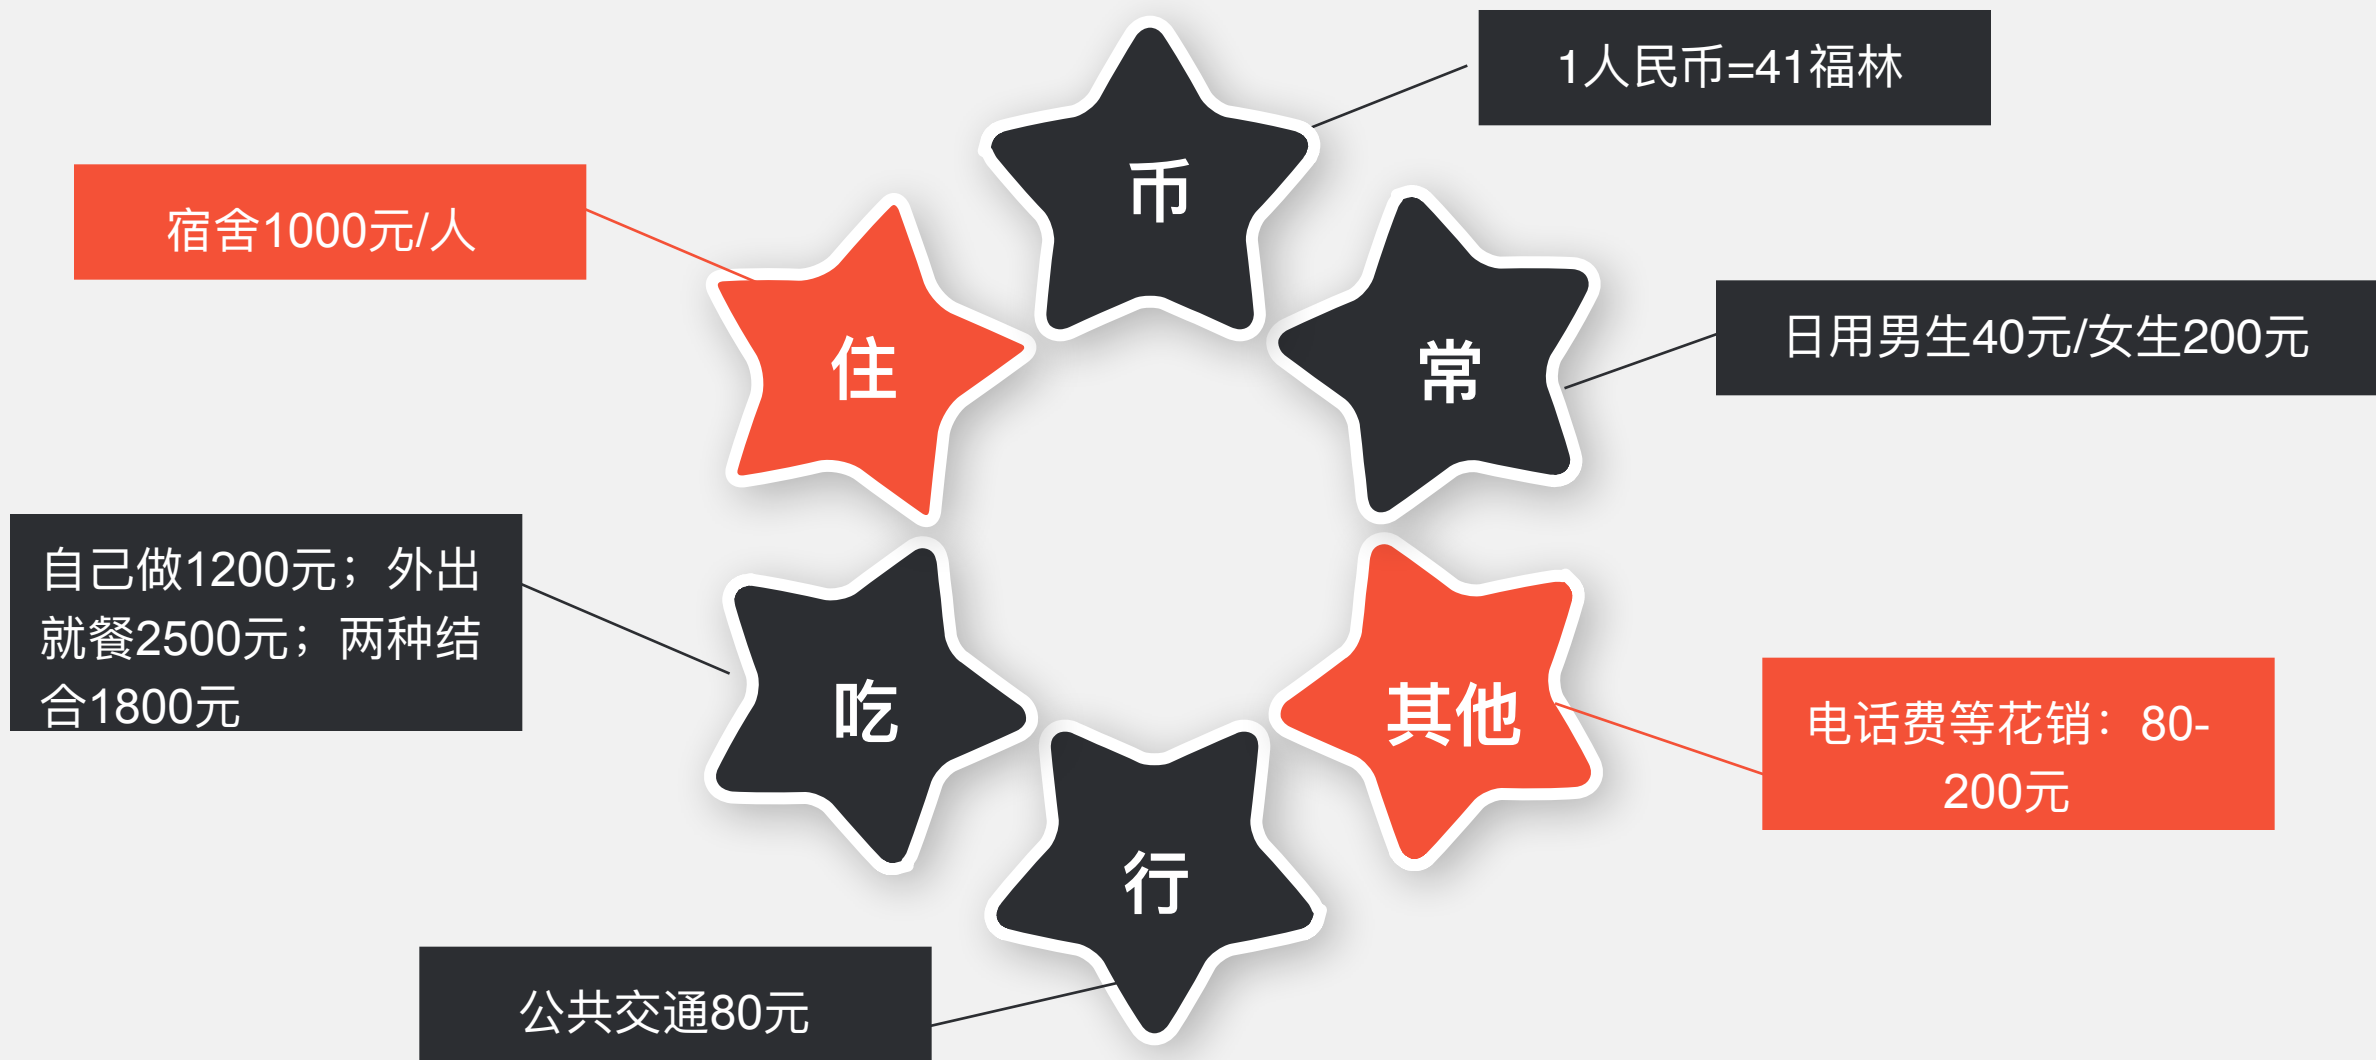 1人民币=41福林
币
宿舍1000元/人
住
常
日用男生40元/女生200元
自己做1200元；外出
就餐2500元；两种结
合1800元
吃
其他
电话费等花销：80-
200元
行
公共交通80元